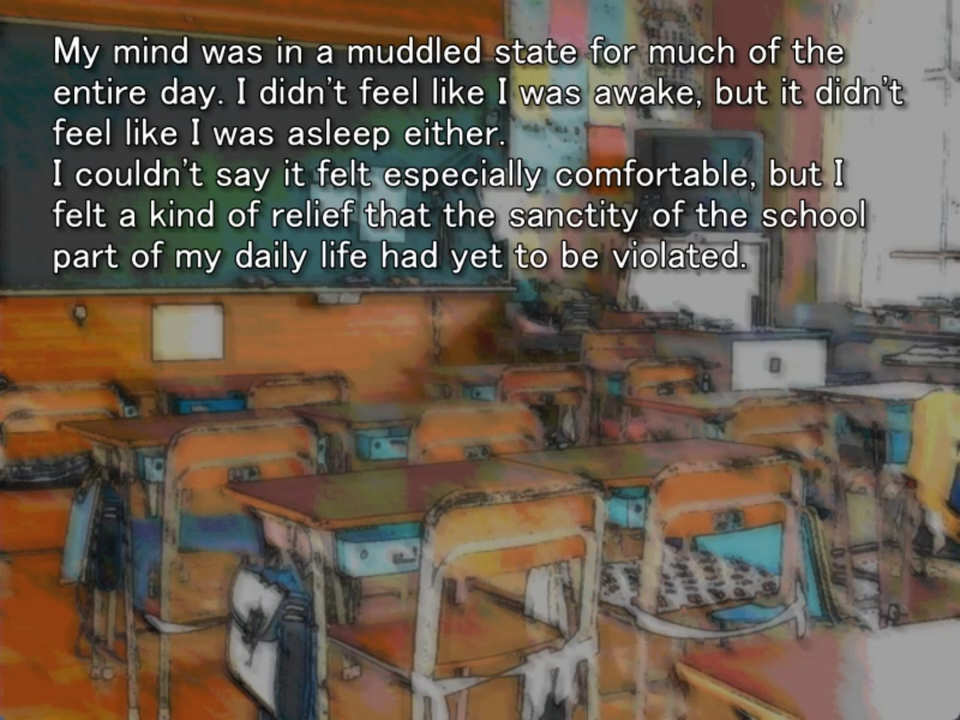 My mind was in a muddled state for much of the
entire day. I didn't feel like I was awake, but it didn't
feel like I was asleep either.
I couldn't say it felt especially comfortable, but I
felt a kind of relief that the sanctity of the school
part of my daily life had yet to be violated.